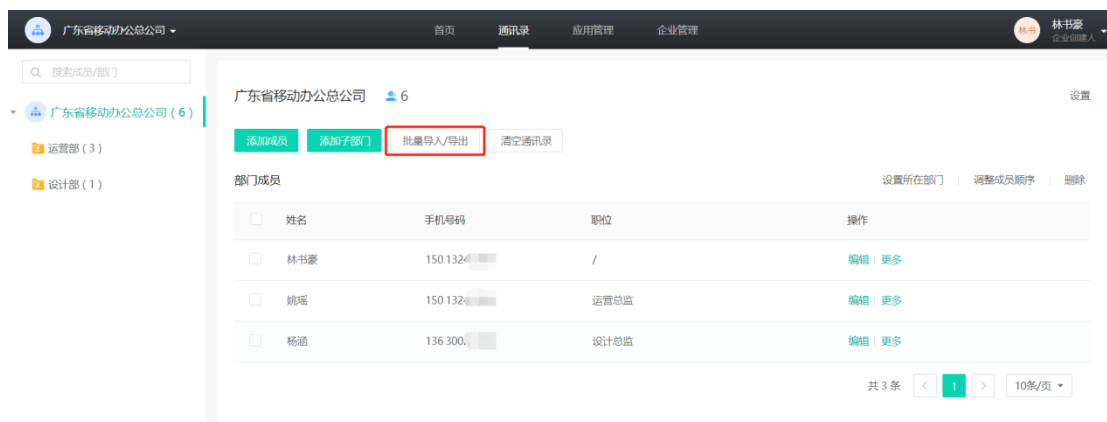 广东省移动办公总公司
首页 通讯录 应用管理 企业管理
林书
林书豪
企业创建人
搜索成员/部门
广东省移动办公总公司 ( 6 )
运营部 ( 3 )
设计部 ( 1 )
广东省移动办公总公司 6
设置
添加成员 添加子部门 批量导入/导出 清空通讯录
部门成员
设置所在部门 | 调整成员顺序 | 删除
姓名 手机号码 职位 操作
林书豪 150 1324 / 编辑 | 更多
姚瑶 150 1324 运营总监 编辑 | 更多
杨涵 136 300 设计总监 编辑 | 更多
共 3 条 < 1 > 10条/页